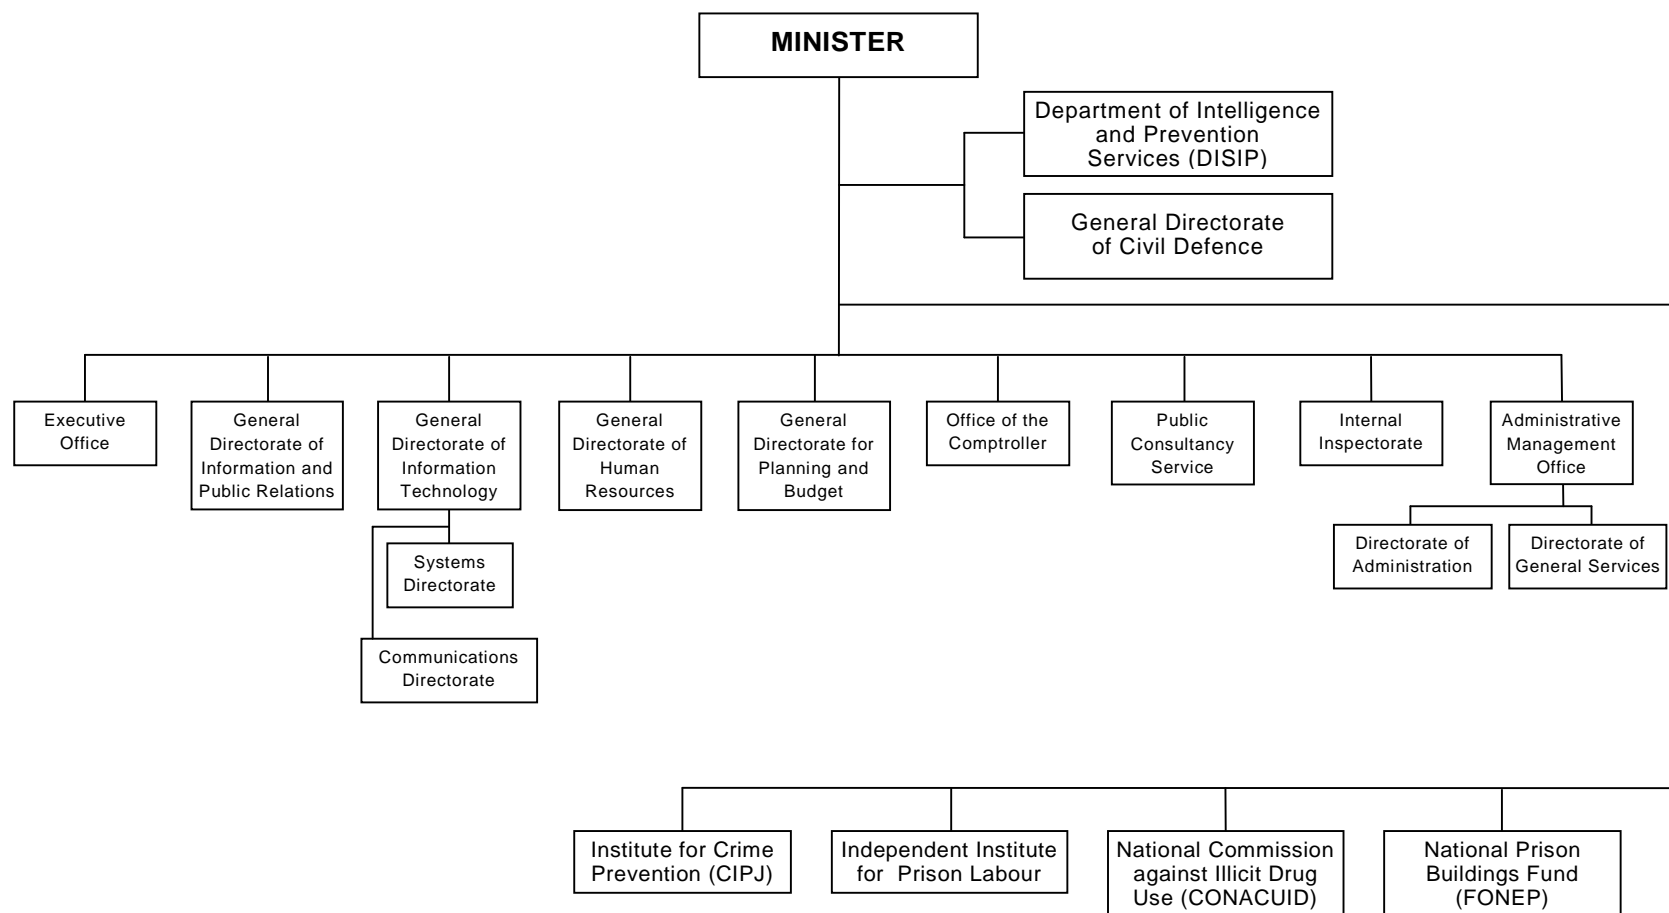 MINISTER
Department of Intelligence
and Prevention
Services (DISIP)
General Directorate
of Civil Defence
Executive
Office
General
Directorate of
Information and
Public Relations
General
Directorate of
Information
Technology
General
Directorate of
Human
Resources
General
Directorate for
Planning and
Budget
Office of the
Comptroller
Public
Consultancy
Service
Internal
Inspectorate
Administrative
Management
Office
Systems
Directorate
Communications
Directorate
Directorate of
Administration
Directorate of
General Services
Institute for Crime
Prevention (CIPJ)
Independent Institute
for Prison Labour
National Commission
against Illicit Drug
Use (CONACUID)
National Prison
Buildings Fund
(FONEP)